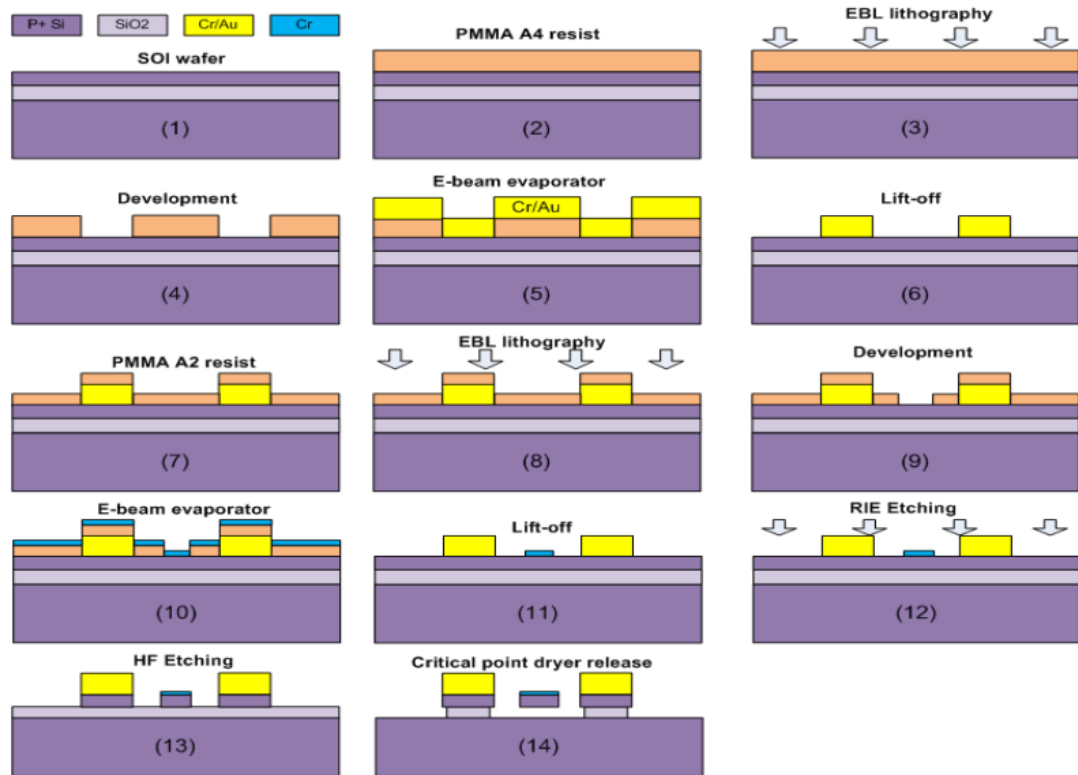 P+ Si SiO2 Cr/Au Cr
SOI wafer
(1)
PMMA A4 resist
(2)
EBL lithography
(3)
Development
(4)
E-beam evaporator
Cr/Au
(5)
Lift-off
(6)
PMMA A2 resist
(7)
EBL lithography
(8)
Development
(9)
E-beam evaporator
(10)
Lift-off
(11)
RIE Etching
(12)
HF Etching
(13)
Critical point dryer release
(14)